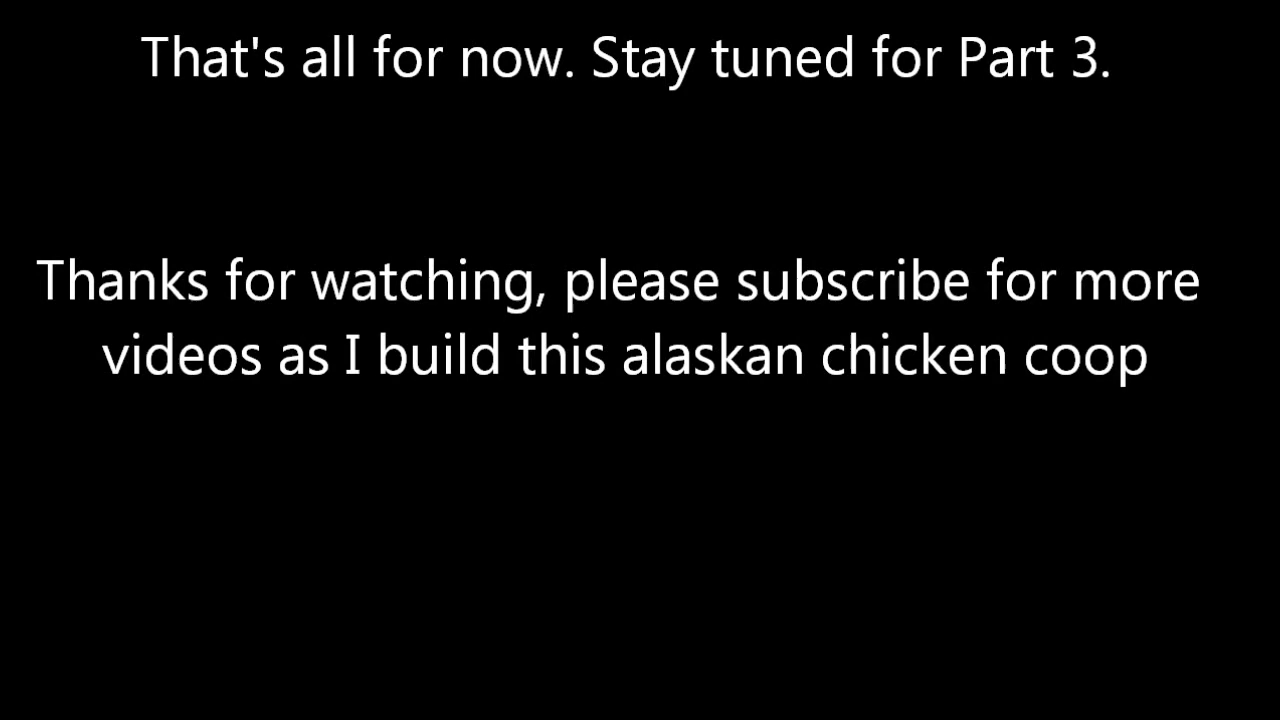 That's all for now. Stay tuned for Part 3.
Thanks for watching, please subscribe for more
videos as I build this alaskan chicken coop